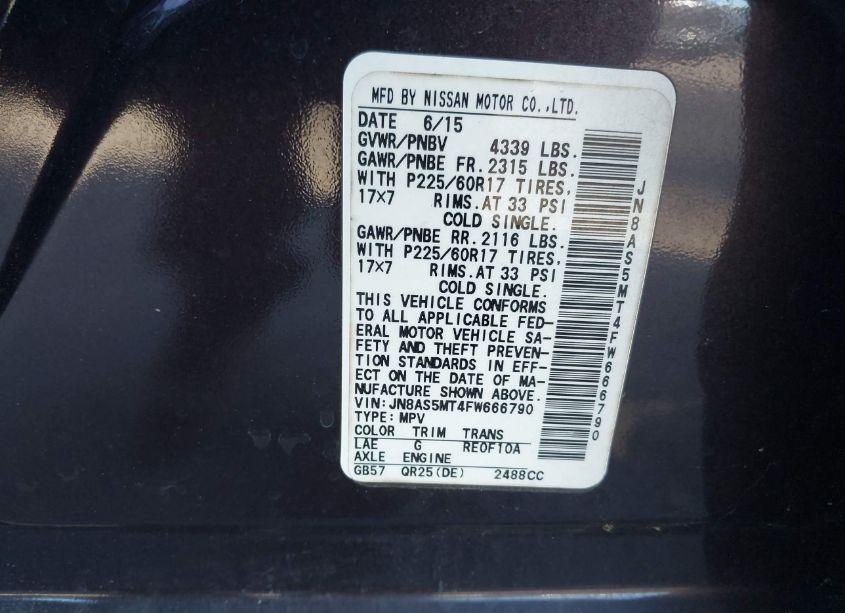 MFD BY NISSAN MOTOR CO.,LTD.
DATE 6/15
GVWR/PNBV 4339 LBS.
GAWR/PNBE FR. 2315 LBS.
WITH P225/60R17 TIRES,
17×7 RIMS.AT 33 PSI
COLD SINGLE.
GAWR/PNBE RR. 2116 LBS.
WITH P225/60R17 TIRES,
17×7 RIMS.AT 33 PSI
COLD SINGLE.
THIS VEHICLE CONFORMS
TO ALL APPLICABLE FED-
ERAL MOTOR VEHICLE SA-
FETY AND THEFT PREVEN-
TION STANDARDS IN EFF-
ECT ON THE DATE OF MA-
NUFACTURE SHOWN ABOVE.
VIN:JN8AS5MT4FW666790
TYPE:MPV
COLOR TRIM TRANS
LAE G RE0F10A
AXLE ENGINE
GB57 QR25(DE) 2488CC
JN8AS5MT4FW666790